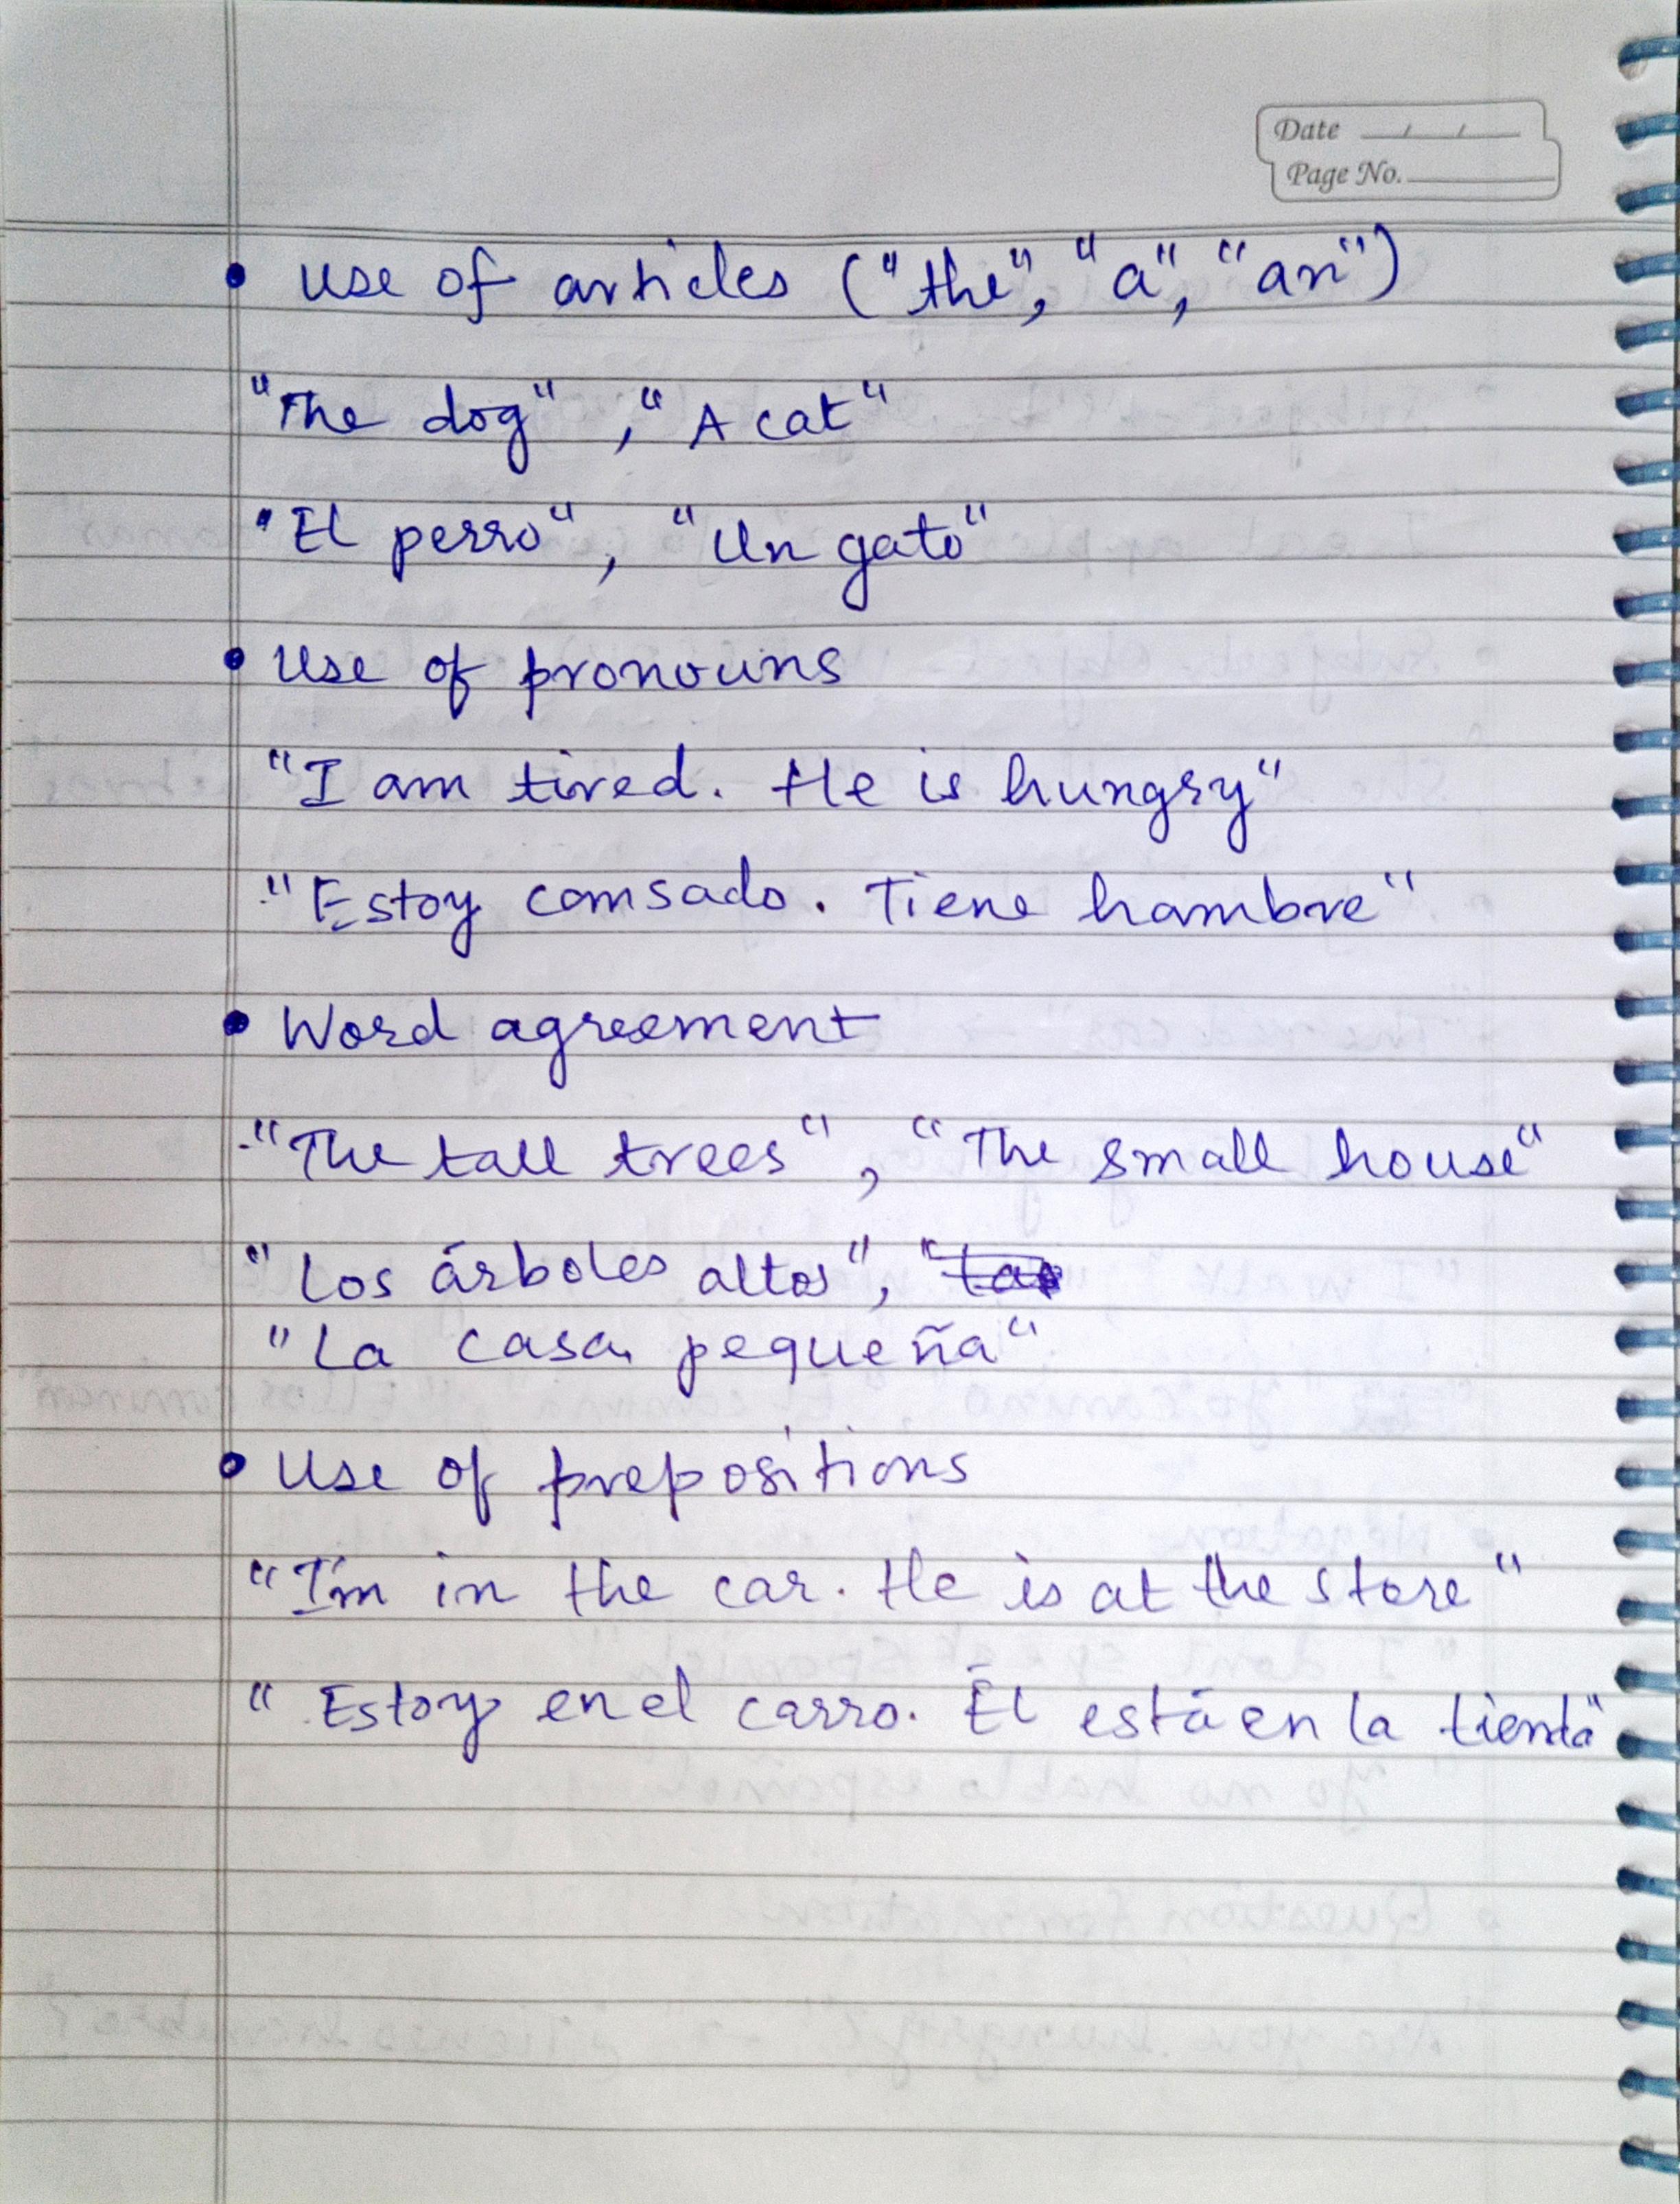 Date / /
Page No.
• Use of articles ("the", "a", "an")
"The dog", "A cat"
"El perro", "Un gato"
• Use of pronouns
"I am tired. He is hungry"
"Estoy comsado. Tiene hambre"
• Word agreement
- "The tall trees", "The small house"
"Los árboles altos", "
"La casa pequeña"
• Use of prepositions
"I'm in the car. He is at the store"
"Estoy en el carro. Él está en la tienda"